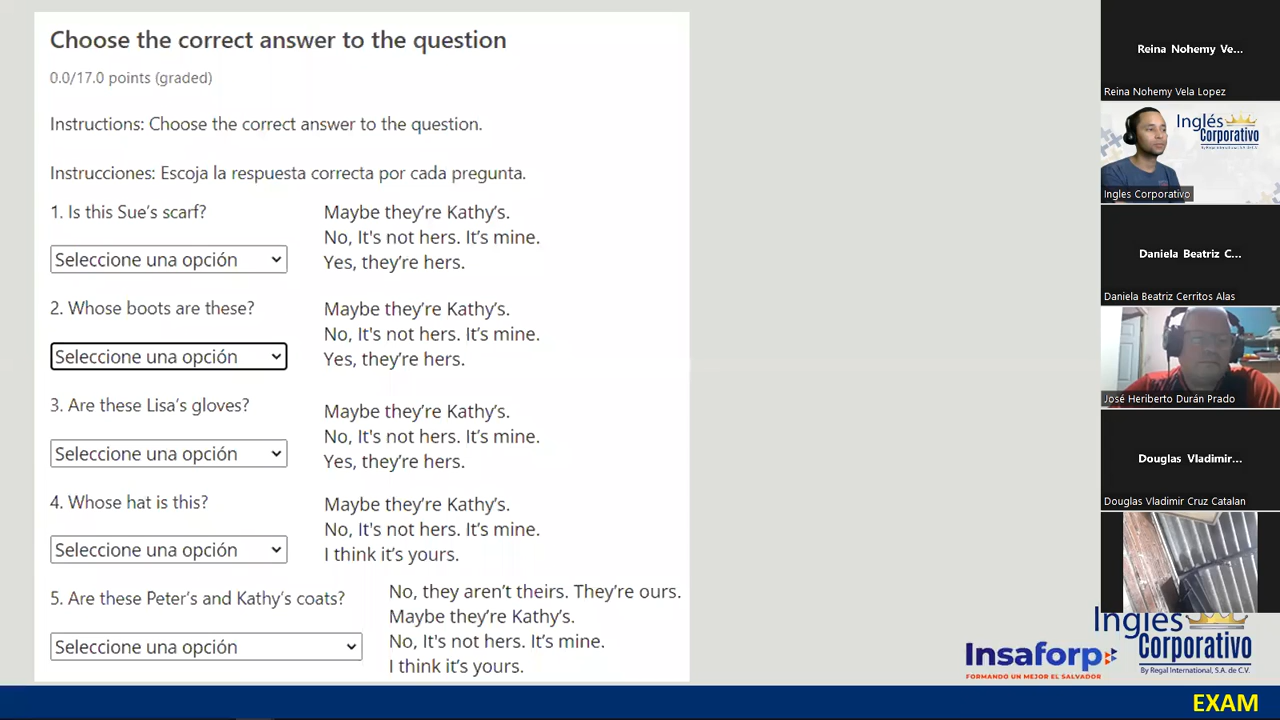 Choose the correct answer to the question
0.0/17.0 points (graded)
Instructions: Choose the correct answer to the question.
Instrucciones: Escoja la respuesta correcta por cada pregunta.
1. Is this Sue’s scarf?
Seleccione una opción
Maybe they’re Kathy’s.
No, It's not hers. It’s mine.
Yes, they’re hers.
2. Whose boots are these?
Seleccione una opción
Maybe they’re Kathy’s.
No, It's not hers. It’s mine.
Yes, they’re hers.
3. Are these Lisa’s gloves?
Seleccione una opción
Maybe they’re Kathy’s.
No, It's not hers. It’s mine.
Yes, they’re hers.
4. Whose hat is this?
Seleccione una opción
Maybe they’re Kathy’s.
No, It's not hers. It’s mine.
I think it’s yours.
5. Are these Peter’s and Kathy’s coats?
Seleccione una opción
No, they aren’t theirs. They’re ours.
Maybe they’re Kathy’s.
No, It's not hers. It’s mine.
I think it’s yours.
Reina Nohemy Ve...
Reina Nohemy Vela Lopez
Inglés
Corporativo
By Regal International, S.A. de C.V.
Ingles Corporativo
Daniela Beatriz C...
Daniela Beatriz Cerritos Alas
José Heriberto Durán Prado
Douglas Vladimir...
Douglas Vladimir Cruz Catalan
Insaforp
FORMANDO UN MEJOR EL SALVADOR
Inglés
Corporativo
By Regal International, S.A. de C.V.
EXAM